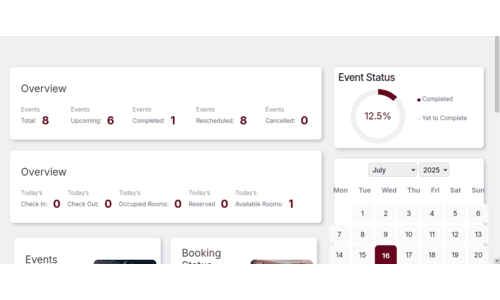 Overview
Events Total: 8
Events Upcoming: 6
Events Completed: 1
Events Rescheduled: 8
Events Cancelled: 0
Event Status
12.5%
Completed
Yet to Complete
Overview
Today's Check In: 0
Today's Check Out: 0
Today's Occupied Rooms: 0
Today's Reserved 0
Today's Available Rooms: 1
July 2025
Mon Tue Wed Thu Fri Sat Sun
1 2 3 4 5 6
7 8 9 10 11 12 13
14 15 16 17 18 19 20
Events
Booking
Status